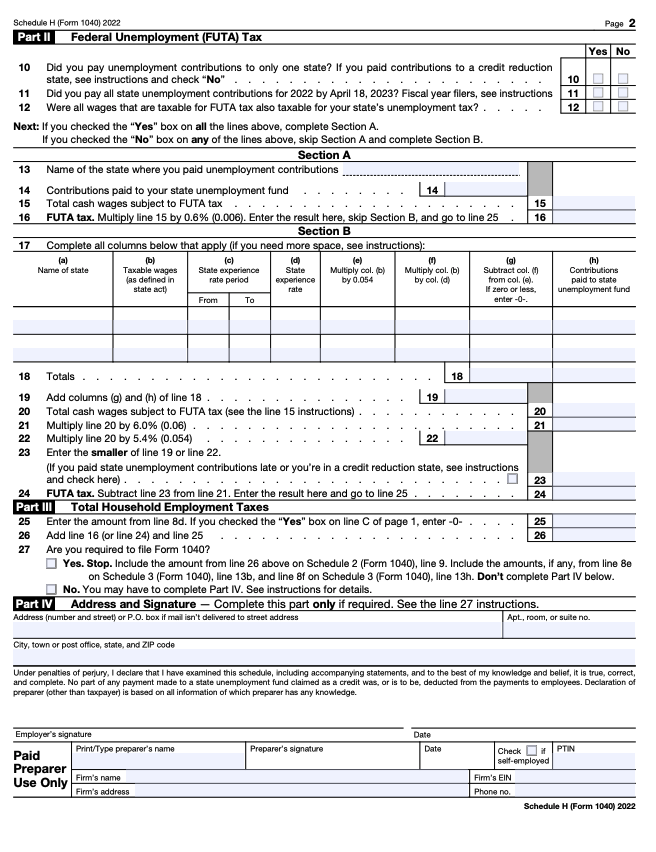 Schedule H (Form 1040) 2022 Page 2
Part II Federal Unemployment (FUTA) Tax
Yes No
10 Did you pay unemployment contributions to only one state? If you paid contributions to a credit reduction
state, see instructions and check “No” . . . . . . . . . . . . . . . . . . . . . . . 10
11 Did you pay all state unemployment contributions for 2022 by April 18, 2023? Fiscal year filers, see instructions 11
12 Were all wages that are taxable for FUTA tax also taxable for your state’s unemployment tax? . . . . . 12
Next: If you checked the “Yes” box on all the lines above, complete Section A.
If you checked the “No” box on any of the lines above, skip Section A and complete Section B.
Section A
13 Name of the state where you paid unemployment contributions
14 Contributions paid to your state unemployment fund . . . . . . . . 14
15 Total cash wages subject to FUTA tax . . . . . . . . . . . . . . . . . . . . . 15
16 FUTA tax. Multiply line 15 by 0.6% (0.006). Enter the result here, skip Section B, and go to line 25 . 16
Section B
17 Complete all columns below that apply (if you need more space, see instructions):
(a) (b) (c) (d) (e) (f) (g) (h)
Name of state Taxable wages State experience State Multiply col. (b) Multiply col. (b) Subtract col. (f) Contributions
(as defined in rate period experience by 0.054 by col. (d) from col. (e). paid to state
state act) rate If zero or less, unemployment fund
From To enter -0-.
18 Totals . . . . . . . . . . . . . . . . . . . . . . . . . . . 18
19 Add columns (g) and (h) of line 18 . . . . . . . . . . . . . . . 19
20 Total cash wages subject to FUTA tax (see the line 15 instructions) . . . . . . . . . . . . 20
21 Multiply line 20 by 6.0% (0.06) . . . . . . . . . . . . . . . . . . . . . . . . 21
22 Multiply line 20 by 5.4% (0.054) . . . . . . . . . . . . . . . . 22
23 Enter the smaller of line 19 or line 22.
(If you paid state unemployment contributions late or you’re in a credit reduction state, see instructions
and check here) . . . . . . . . . . . . . . . . . . . . . . . . . . . . 23
24 FUTA tax. Subtract line 23 from line 21. Enter the result here and go to line 25 . . . . . . . . 24
Part III Total Household Employment Taxes
25 Enter the amount from line 8d. If you checked the “Yes” box on line C of page 1, enter -0- . . . . 25
26 Add line 16 (or line 24) and line 25 . . . . . . . . . . . . . . . . . . . . . . 26
27 Are you required to file Form 1040?
Yes. Stop. Include the amount from line 26 above on Schedule 2 (Form 1040), line 9. Include the amounts, if any, from line 8e
on Schedule 3 (Form 1040), line 13b, and line 8f on Schedule 3 (Form 1040), line 13h. Don’t complete Part IV below.
No. You may have to complete Part IV. See instructions for details.
Part IV Address and Signature — Complete this part only if required. See the line 27 instructions.
Address (number and street) or P.O. box if mail isn’t delivered to street address Apt., room, or suite no.
City, town or post office, state, and ZIP code
Under penalties of perjury, I declare that I have examined this schedule, including accompanying statements, and to the best of my knowledge and belief, it is true, correct,
and complete. No part of any payment made to a state unemployment fund claimed as a credit was, or is to be, deducted from the payments to employees. Declaration of
preparer (other than taxpayer) is based on all information of which preparer has any knowledge.
Employer’s signature Date
Paid Preparer Use Only
Print/Type preparer’s name Preparer’s signature Date Check if self-employed PTIN
Firm’s name Firm’s EIN
Firm’s address Phone no.
Schedule H (Form 1040) 2022